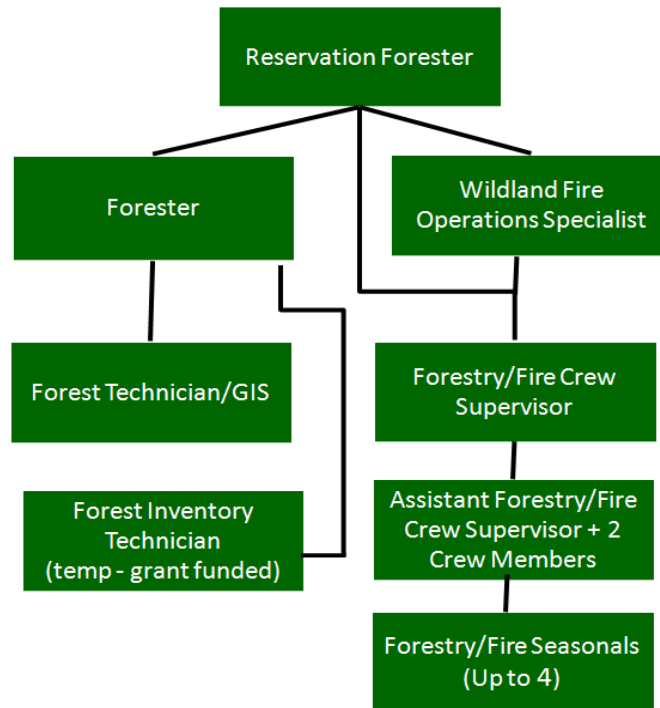 Reservation Forester
Forester
Wildland Fire
Operations Specialist
Forest Technician/GIS
Forestry/Fire Crew
Supervisor
Forest Inventory
Technician
(temp - grant funded)
Assistant Forestry/Fire
Crew Supervisor + 2
Crew Members
Forestry/Fire Seasonals
(Up to 4)